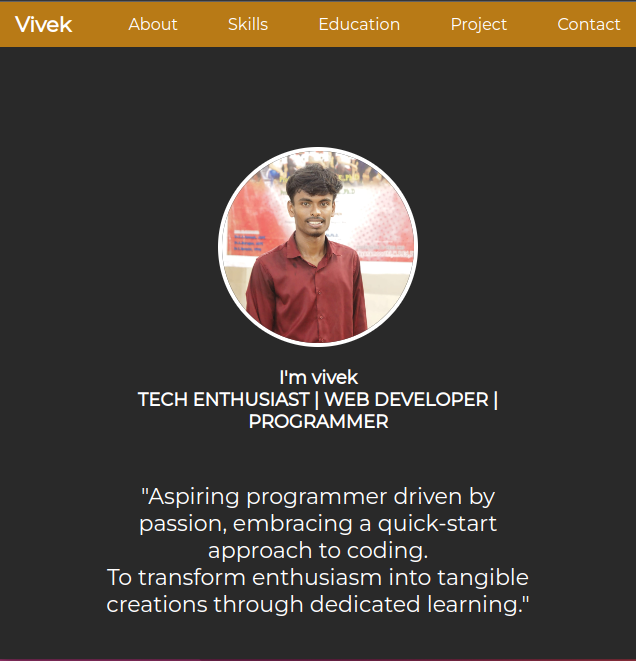 Vivek About Skills Education Project Contact
I'm vivek
TECH ENTHUSIAST | WEB DEVELOPER |
PROGRAMMER
"Aspiring programmer driven by
passion, embracing a quick-start
approach to coding.
To transform enthusiasm into tangible
creations through dedicated learning."